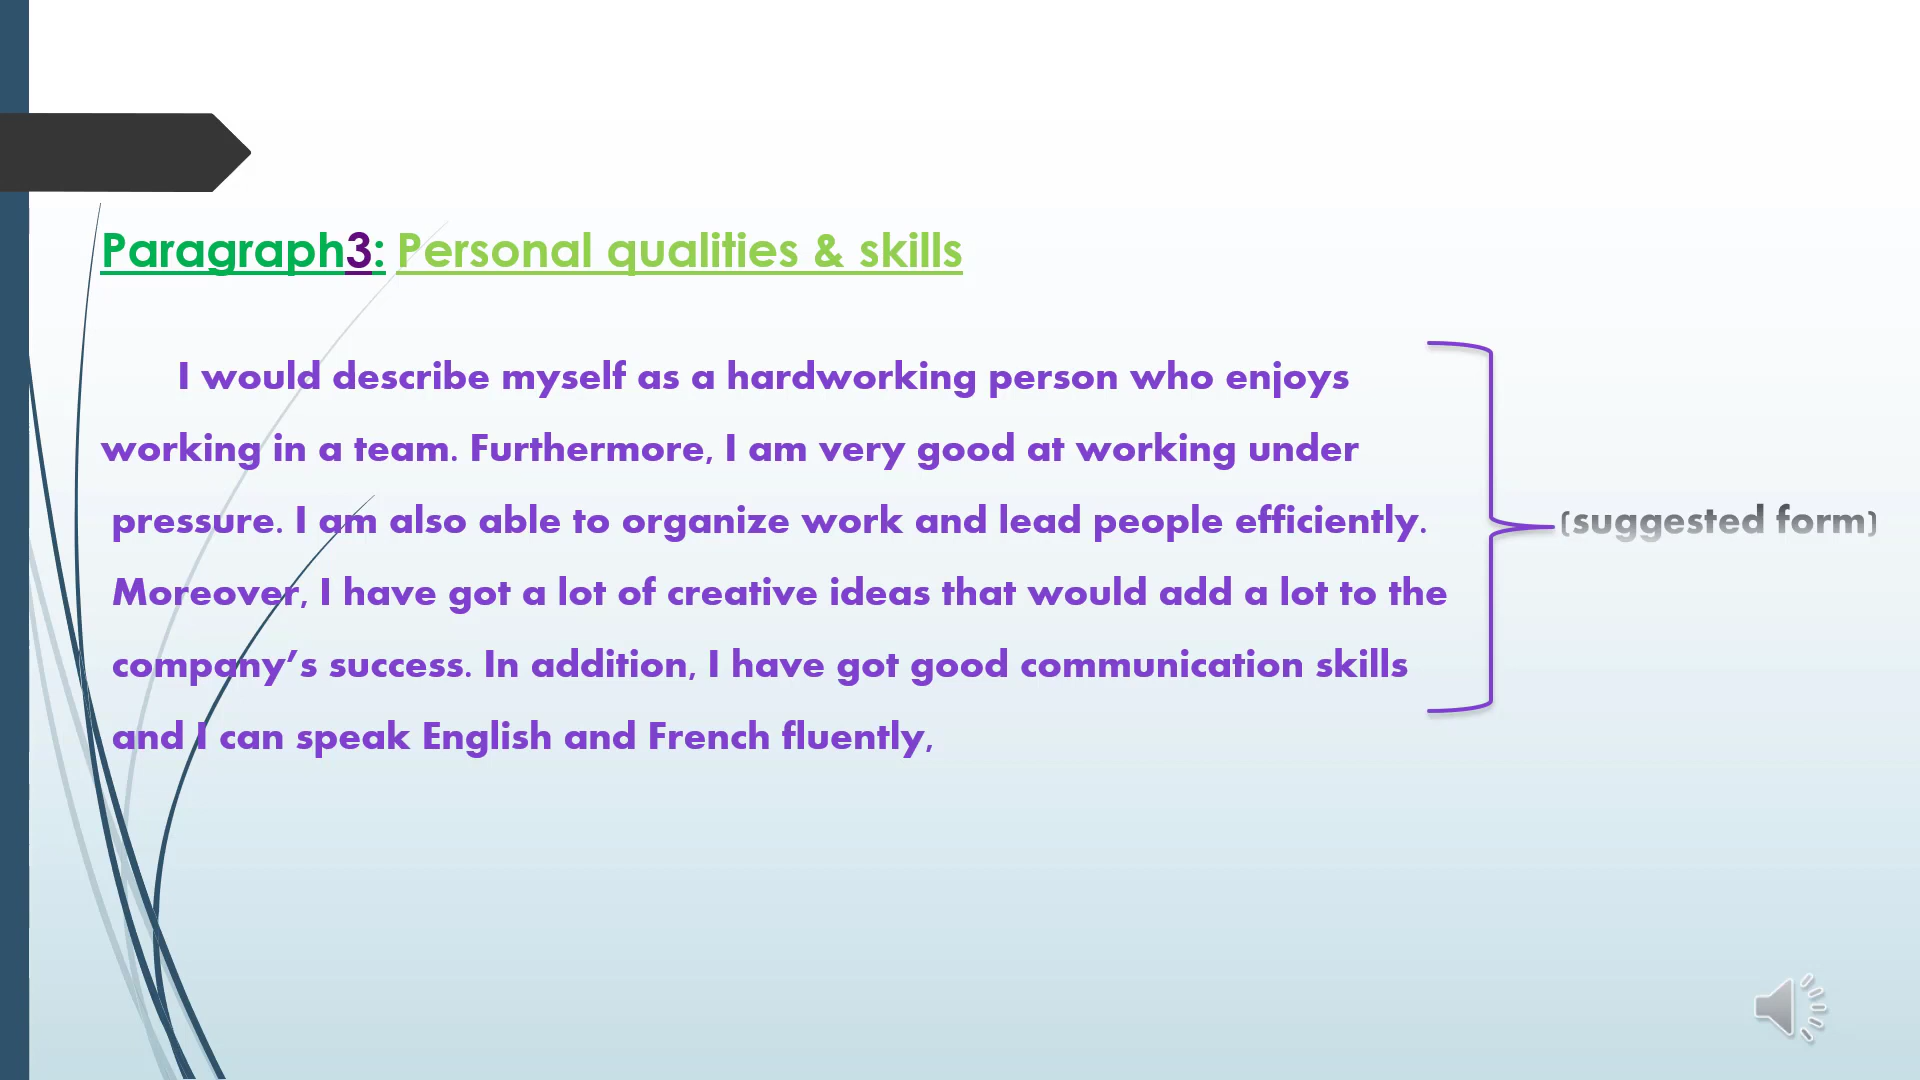 Paragraph3: Personal qualities & skills
I would describe myself as a hardworking person who enjoys
working in a team. Furthermore, I am very good at working under
pressure. I am also able to organize work and lead people efficiently.
(suggested form)
Moreover, I have got a lot of creative ideas that would add a lot to the
company’s success. In addition, I have got good communication skills
and I can speak English and French fluently,